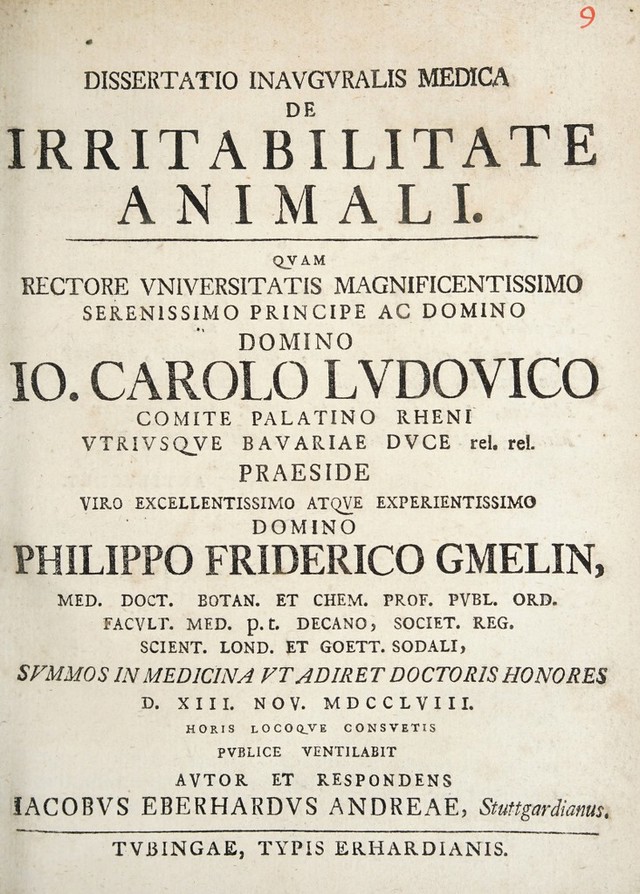 9
DISSERTATIO INAVGVRALIS MEDICA
DE
IRRITABILITATE
ANIMALI.
QVAM
RECTORE VNIVERSITATIS MAGNIFICENTISSIMO
SERENISSIMO PRINCIPE AC DOMINO
DOMINO
IO. CAROLO LVDOVICO
COMITE PALATINO RHENI
VTRIVSQVE BAVARIAE DVCE rel. rel.
PRAESIDE
VIRO EXCELLENTISSIMO ATQVE EXPERIENTISSIMO
DOMINO
PHILIPPO FRIDERICO GMELIN,
MED. DOCT. BOTAN. ET CHEM. PROF. PVBL. ORD.
FACVLT. MED. p. t. DECANO, SOCIET. REG.
SCIENT. LOND. ET GOETT. SODALI,
SVMMOS IN MEDICINA VT ADIRET DOCTORIS HONORES
D. XIII. NOV. MDCCLVIII.
HORIS LOCOQVE CONSVETIS
PVBLICE VENTILABIT
AVTOR ET RESPONDENS
IACOBVS EBERHARDVS ANDREAE, Stuttgardianus.
TVBINGAE, TYPIS ERHARDIANIS.